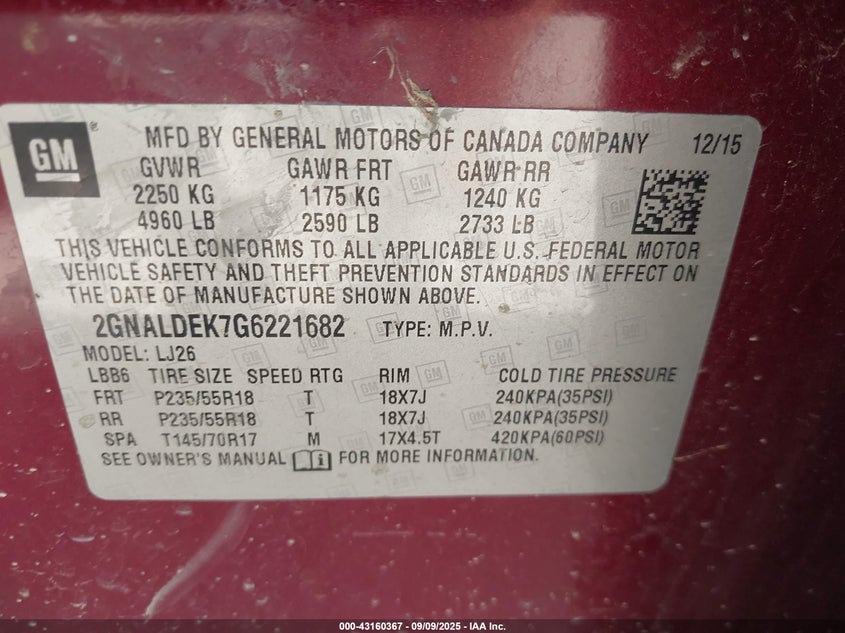 GM ® MFD BY GENERAL MOTORS OF CANADA COMPANY 12/15
GVWR GAWR FRT GAWR RR
2250 KG 1175 KG 1240 KG
4960 LB 2590 LB 2733 LB
THIS VEHICLE CONFORMS TO ALL APPLICABLE U.S. FEDERAL MOTOR
VEHICLE SAFETY AND THEFT PREVENTION STANDARDS IN EFFECT ON
THE DATE OF MANUFACTURE SHOWN ABOVE.
2GNALDEK7G6221682 TYPE: M.P.V.
MODEL: LJ26
LBB6 TIRE SIZE SPEED RTG RIM COLD TIRE PRESSURE
FRT P235/55R18 T 18X7J 240KPA(35PSI)
RR P235/55R18 T 18X7J 240KPA(35PSI)
SPA T145/70R17 M 17X4.5T 420KPA(60PSI)
SEE OWNER'S MANUAL FOR MORE INFORMATION.
000-43160367 - 09/09/2025 - IAA Inc.